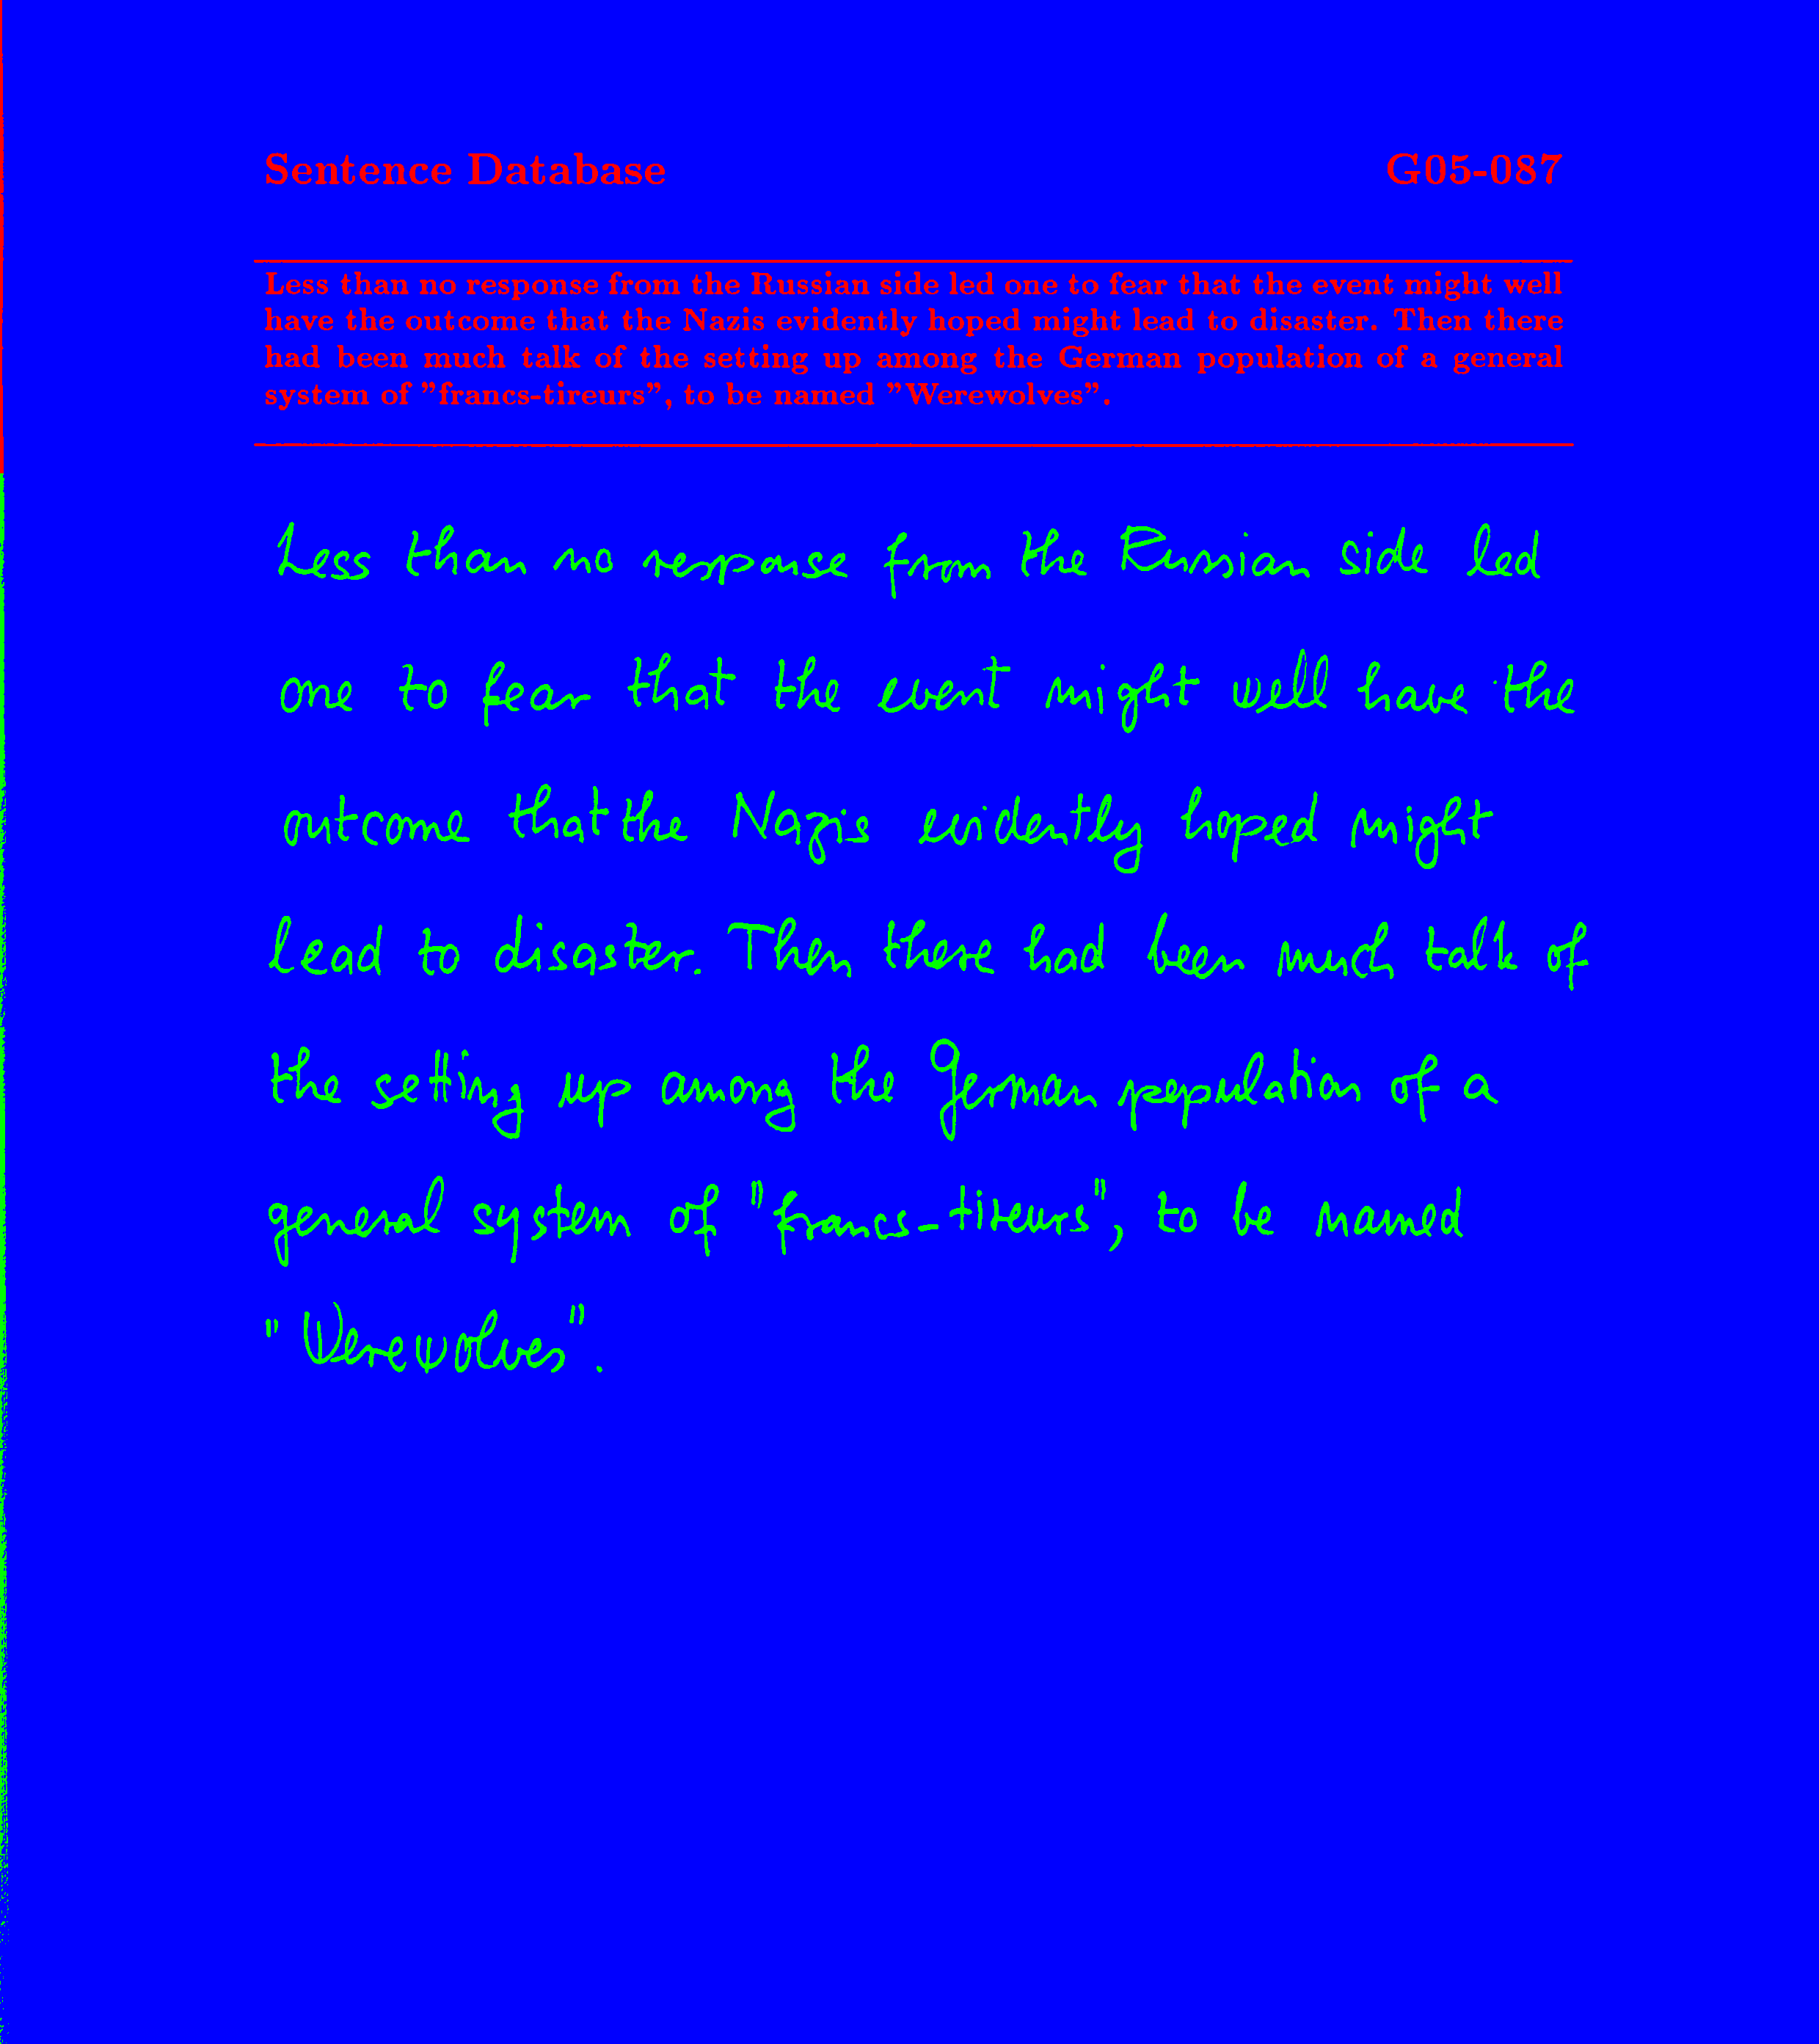 Sentence Database G05-087
Less than no response from the Russian side led one to fear that the event might well
have the outcome that the Nazis evidently hoped might lead to disaster. Then there
had been much talk of the setting up among the German population of a general
system of "francs-tireurs", to be named "Werewolves".
Less than no response from the Russian side led
one to fear that the event might well have the
outcome that the Nazis evidently hoped might
lead to disaster. Then there had been much talk of
the setting up among the German population of a
general system of "francs-tireurs", to be named
"Werewolves".